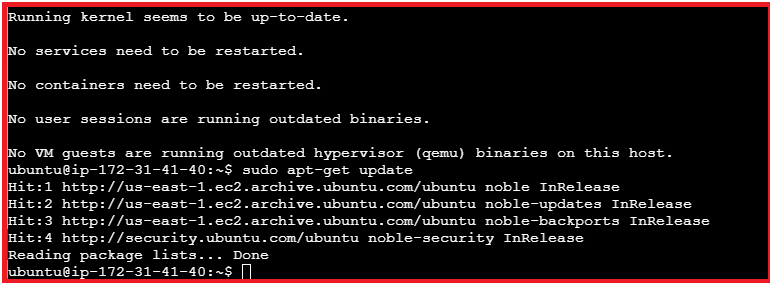 Running kernel seems to be up-to-date.
No services need to be restarted.
No containers need to be restarted.
No user sessions are running outdated binaries.
No VM guests are running outdated hypervisor (qemu) binaries on this host.
ubuntu@ip-172-31-41-40:~$ sudo apt-get update
Hit:1 http://us-east-1.ec2.archive.ubuntu.com/ubuntu noble InRelease
Hit:2 http://us-east-1.ec2.archive.ubuntu.com/ubuntu noble-updates InRelease
Hit:3 http://us-east-1.ec2.archive.ubuntu.com/ubuntu noble-backports InRelease
Hit:4 http://security.ubuntu.com/ubuntu noble-security InRelease
Reading package lists... Done
ubuntu@ip-172-31-41-40:~$